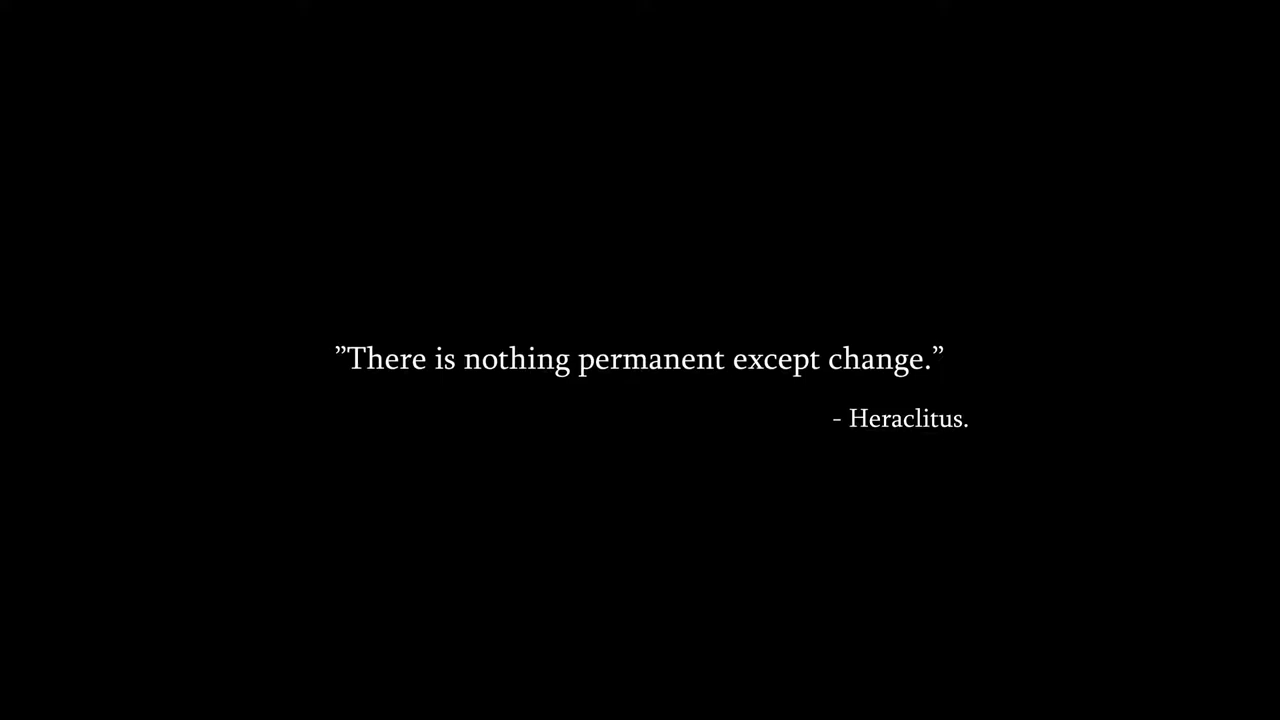 ”There is nothing permanent except change.”
- Heraclitus.